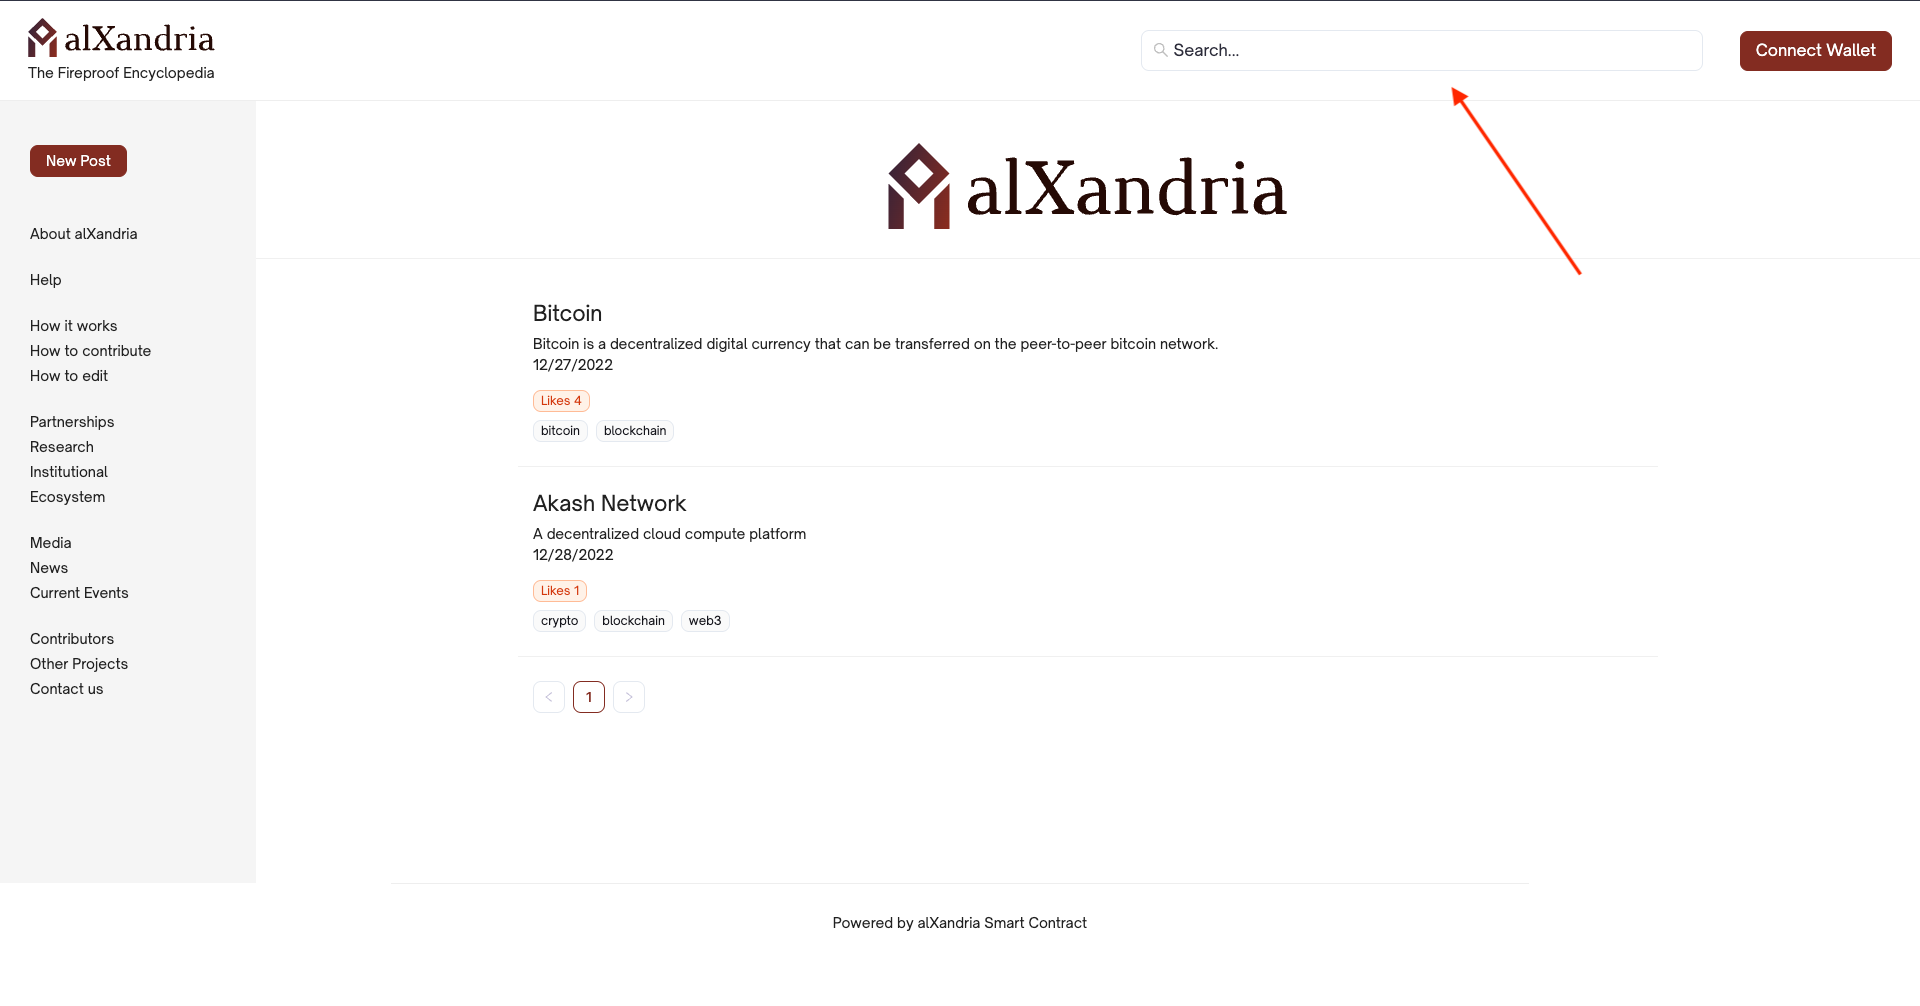 alXandria
The Fireproof Encyclopedia
Search...
Connect Wallet
New Post
About alXandria
Help
How it works
How to contribute
How to edit
Partnerships
Research
Institutional
Ecosystem
Media
News
Current Events
Contributors
Other Projects
Contact us
alXandria
Bitcoin
Bitcoin is a decentralized digital currency that can be transferred on the peer-to-peer bitcoin network.
12/27/2022
Likes 4
bitcoin blockchain
Akash Network
A decentralized cloud compute platform
12/28/2022
Likes 1
crypto blockchain web3
< 1 >
Powered by alXandria Smart Contract